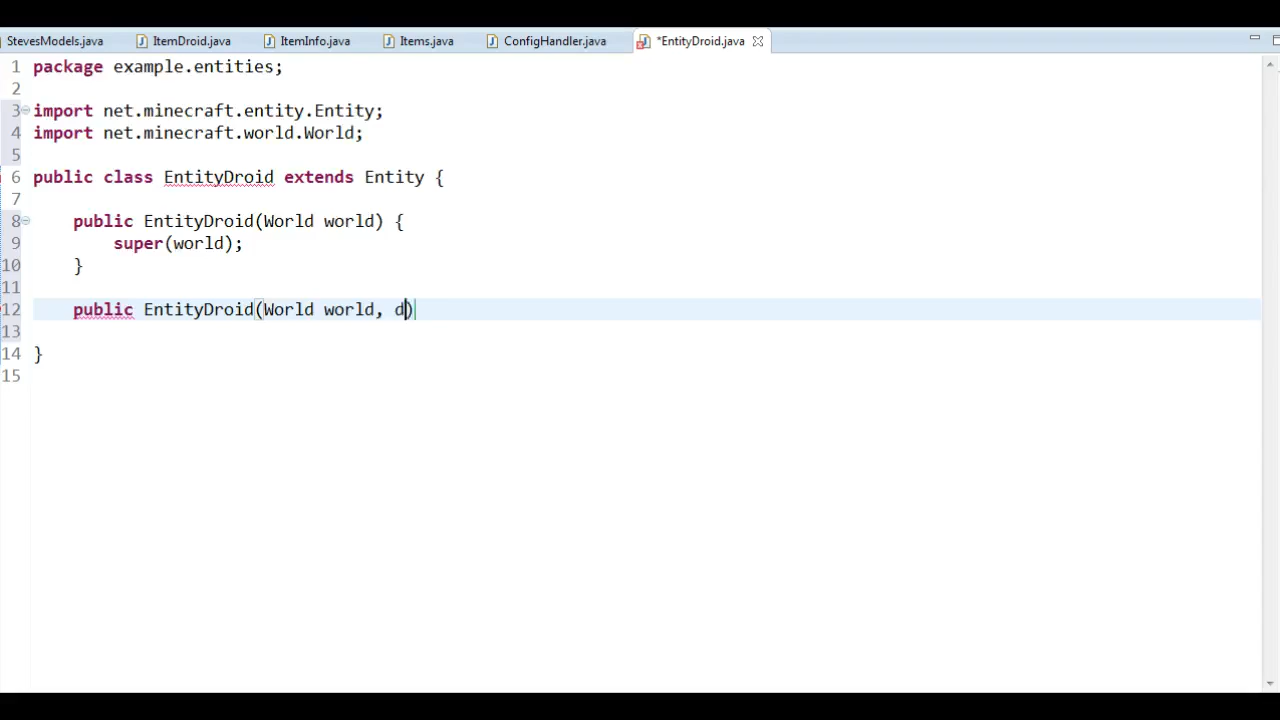 StevesModels.java ItemDroid.java ItemInfo.java Items.java ConfigHandler.java *EntityDroid.java
1 package example.entities;
2
3 import net.minecraft.entity.Entity;
4 import net.minecraft.world.World;
5
6 public class EntityDroid extends Entity {
7
8 public EntityDroid(World world) {
9 super(world);
10 }
11
12 public EntityDroid(World world, d)
13
14 }
15